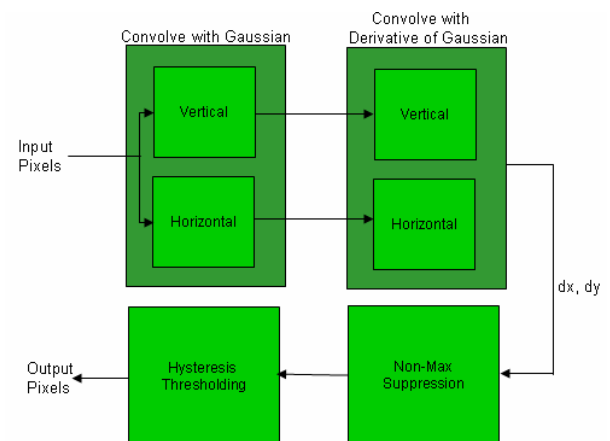 Convolve with Gaussian
Convolve with
Derivative of Gaussian
Vertical
Vertical
Input
Pixels
Horizontal
Horizontal
dx, dy
Output
Pixels
Hysteresis
Thresholding
Non-Max
Suppression